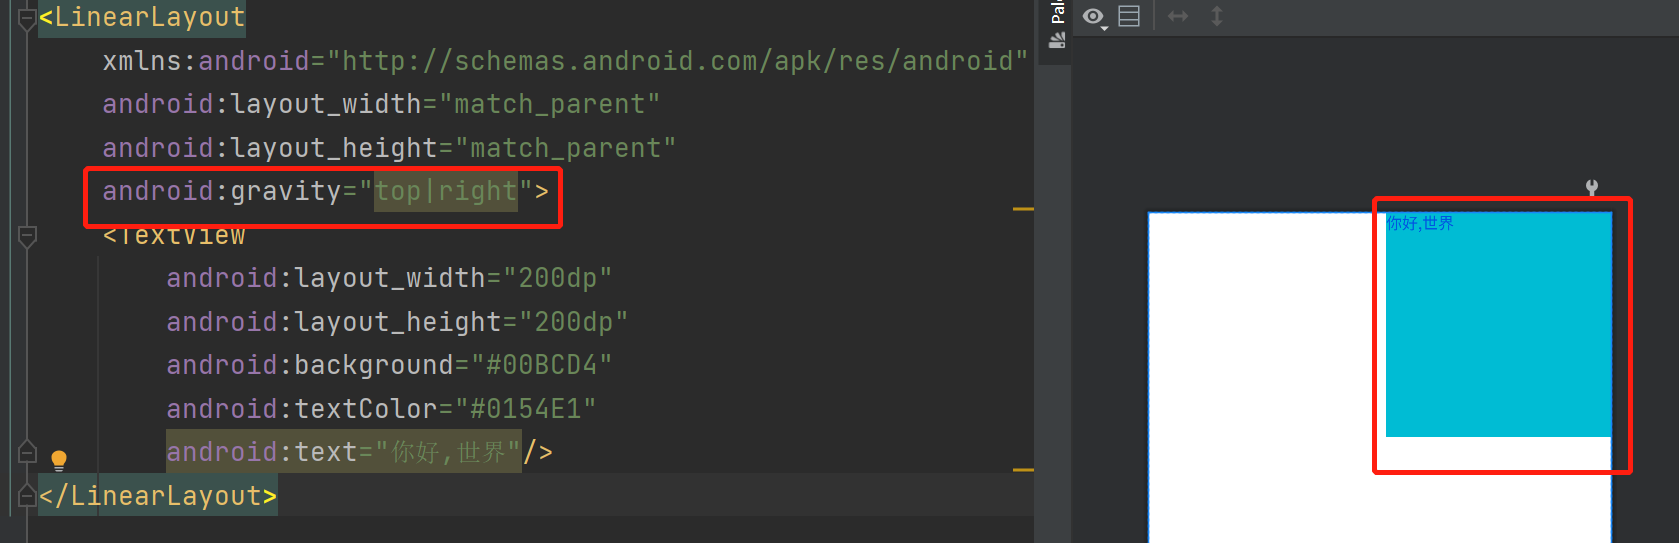 <LinearLayout
xmlns:android="http://schemas.android.com/apk/res/android"
android:layout_width="match_parent"
android:layout_height="match_parent"
android:gravity="top|right">
<TextView
android:layout_width="200dp"
android:layout_height="200dp"
android:background="#00BCD4"
android:textColor="#0154E1"
android:text="你好,世界"/>
</LinearLayout>
Pal
你好,世界